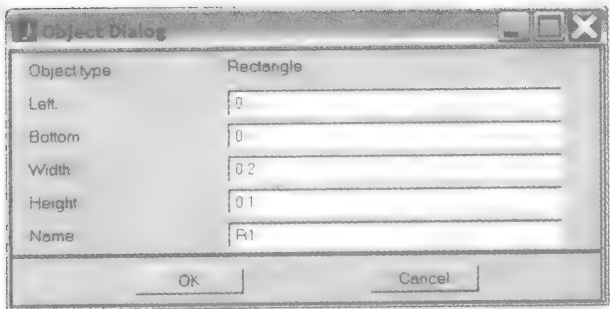 Object Dialog
Object type Rectangle
Left. 0
Bottom 0
Width 0.2
Height 0.1
Name R1
OK Cancel